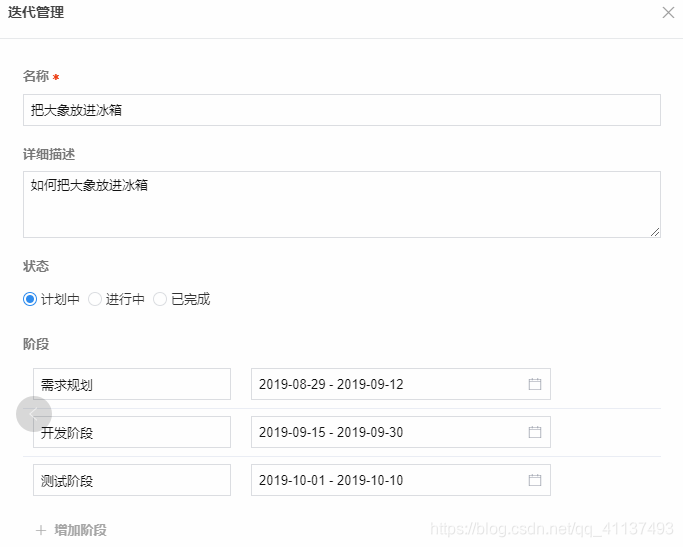 迭代管理
名称 *
把大象放进冰箱
详细描述
如何把大象放进冰箱
状态
计划中 进行中 已完成
阶段
需求规划 2019-08-29 - 2019-09-12
开发阶段 2019-09-15 - 2019-09-30
测试阶段 2019-10-01 - 2019-10-10
+ 增加阶段
https://blog.csdn.net/qq_41137493